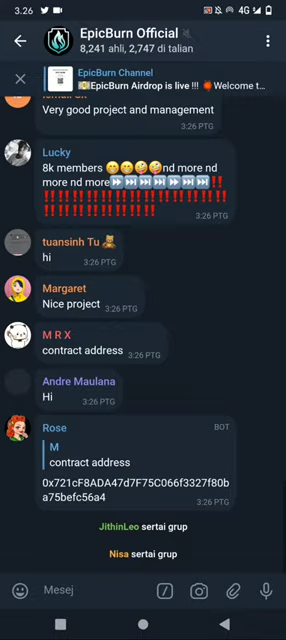 3.26
4G
EpicBurn Official
8,241 ahli, 2,747 di talian
EpicBurn Channel
💵EpicBurn Airdrop is live !!! 🏮Welcome t...
Very good project and management
3:26 PTG
Lucky
8k members 😁😁🤪🤪nd more nd
more nd more⏩⏩⏩⏩⏩⏩⏩‼️
3:26 PTG
tuansinh Tu 🧸
hi
3:26 PTG
Margaret
Nice project
3:26 PTG
M R X
contract address
3:26 PTG
Andre Maulana
Hi
3:26 PTG
Rose
BOT
M
contract address
0x721cF8ADA47d7F75C066f3327f80b
a75befc56a4
3:26 PTG
JithinLeo sertai grup
Nisa sertai grup
Mesej